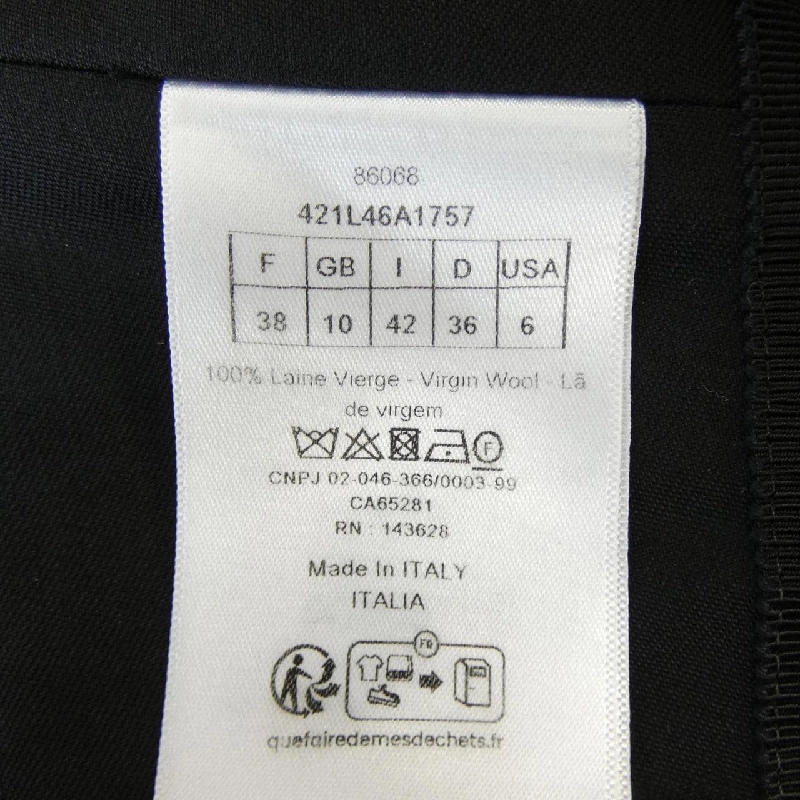 86068
421L46A1757
F GB I D USA
38 10 42 36 6
100% Laine Vierge - Virgin Wool - Lã
de virgem
F
CNPJ 02-046-366/0003-99
CA65281
RN : 143628
Made In ITALY
ITALIA
FR
quefairedemesdechets.fr